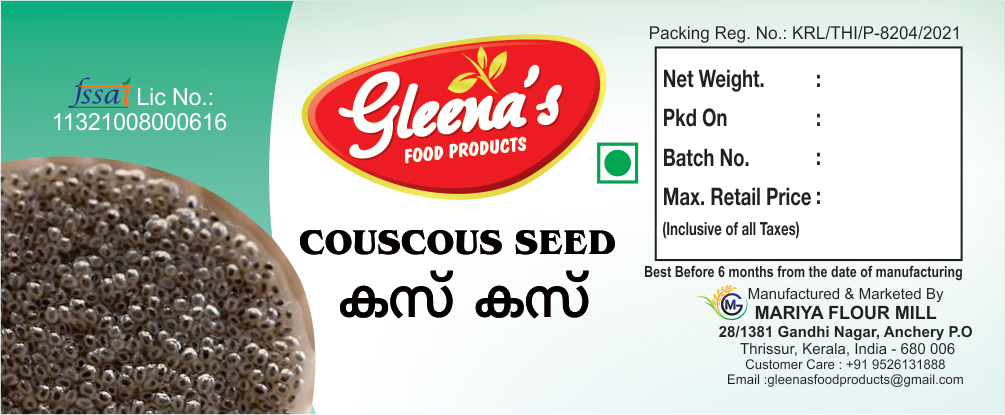 fssai Lic No.:
11321008000616
Gleena's
FOOD PRODUCTS
COUSCOUS SEED
കസ് കസ്
Packing Reg. No.: KRL/THI/P-8204/2021
Net Weight. :
Pkd On :
Batch No. :
Max. Retail Price :
(Inclusive of all Taxes)
Best Before 6 months from the date of manufacturing
MG
Manufactured & Marketed By
MARIYA FLOUR MILL
28/1381 Gandhi Nagar, Anchery P.O
Thrissur, Kerala, India - 680 006
Customer Care : +91 9526131888
Email :gleenasfoodproducts@gmail.com